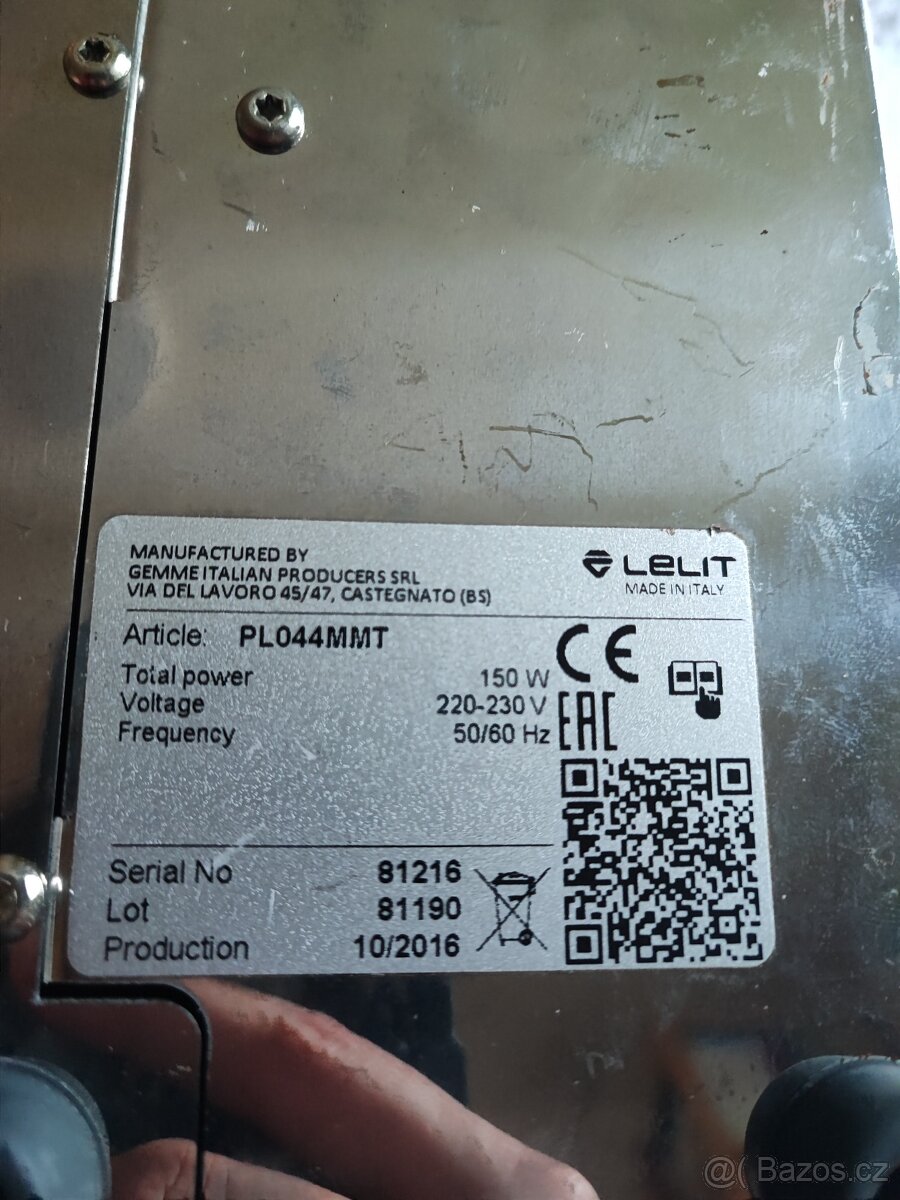 MANUFACTURED BY
GEMME ITALIAN PRODUCERS SRL
VIA DEL LAVORO 45/47, CASTEGNATO (BS)
LELIT
MADE IN ITALY
Article: PL044MMT
Total power 150 W
Voltage 220-230 V
Frequency 50/60 Hz
CE
EAC
Serial No 81216
Lot 81190
Production 10/2016
@( Bazos.cz